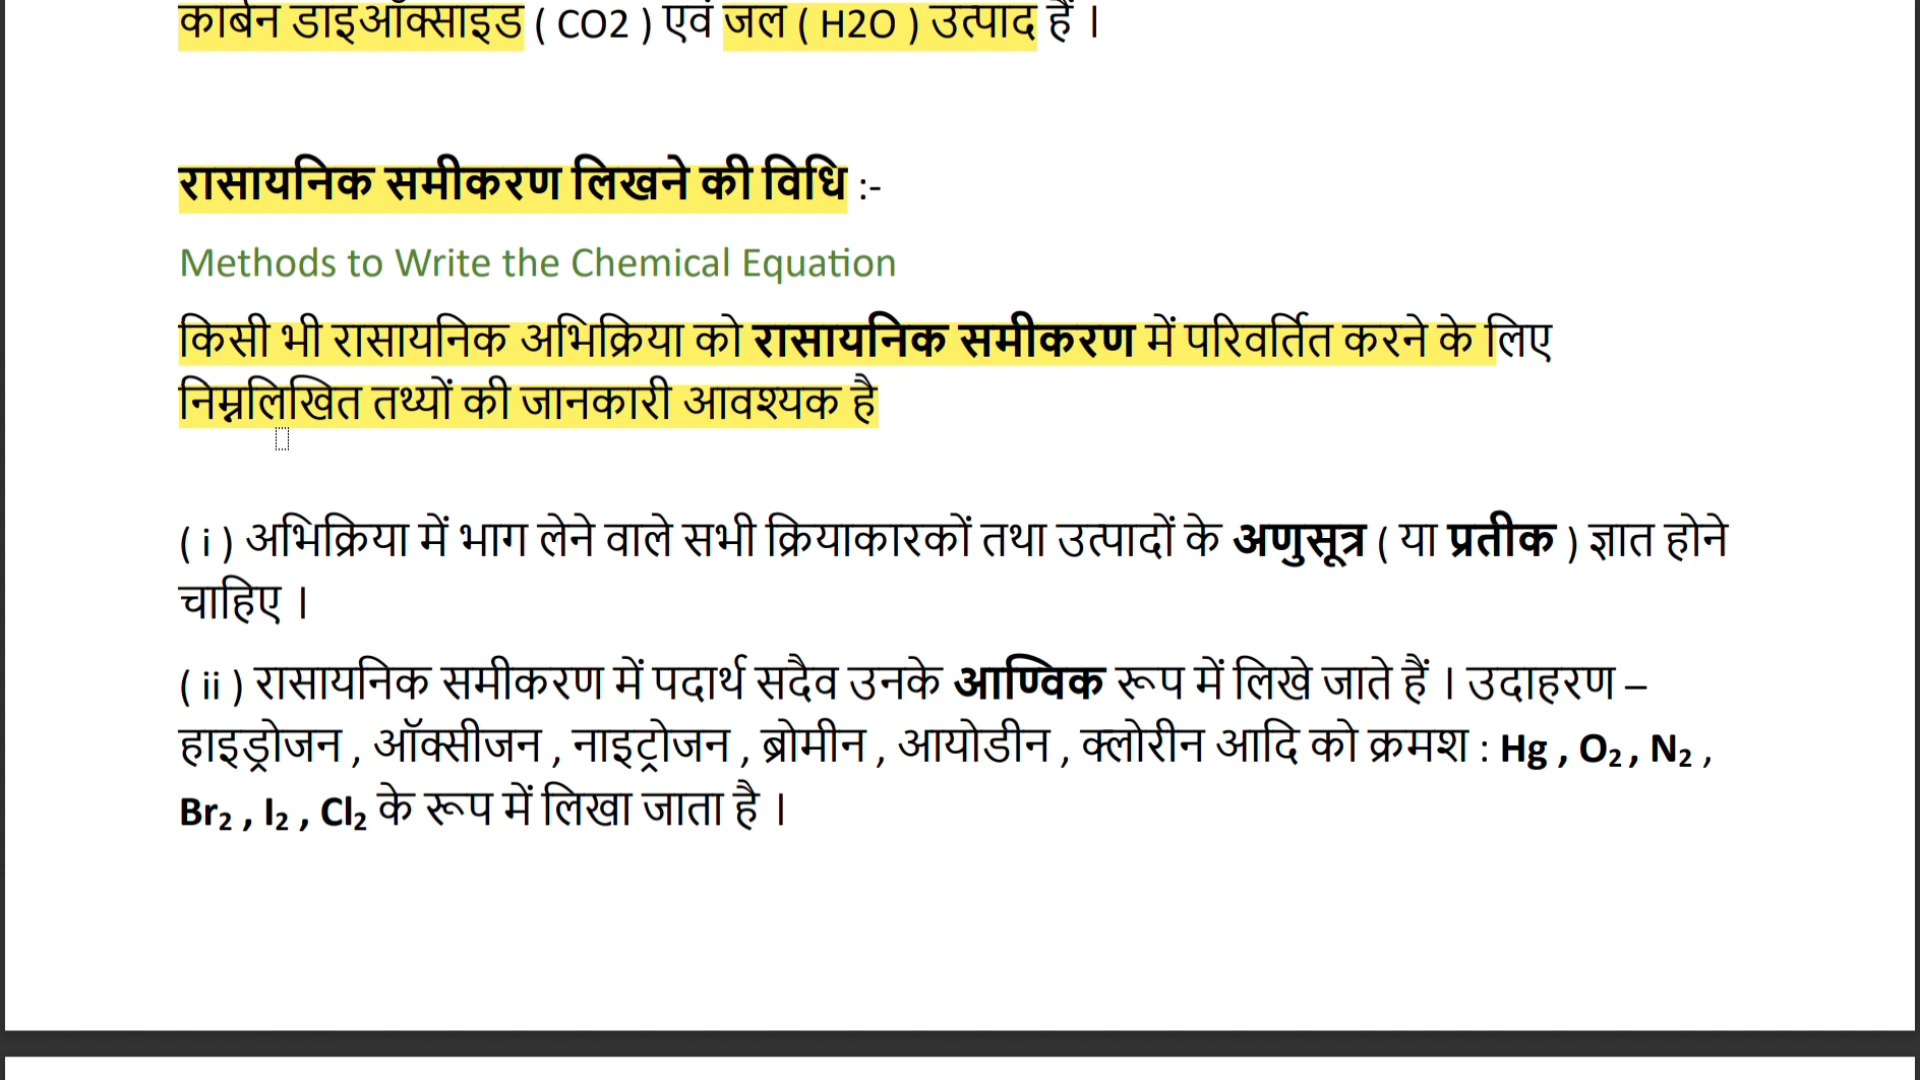 कार्बन डाइऑक्साइड ( CO2 ) एवं जल ( H2O ) उत्पाद हैं ।
रासायनिक समीकरण लिखने की विधि :-
Methods to Write the Chemical Equation
किसी भी रासायनिक अभिक्रिया को रासायनिक समीकरण में परिवर्तित करने के लिए
निम्नलिखित तथ्यों की जानकारी आवश्यक है
( i ) अभिक्रिया में भाग लेने वाले सभी क्रियाकारकों तथा उत्पादों के अणुसूत्र ( या प्रतीक ) ज्ञात होने
चाहिए ।
( ii ) रासायनिक समीकरण में पदार्थ सदैव उनके आण्विक रूप में लिखे जाते हैं । उदाहरण –
हाइड्रोजन , ऑक्सीजन , नाइट्रोजन , ब्रोमीन , आयोडीन , क्लोरीन आदि को क्रमश : Hg , O₂ , N₂ ,
Br₂ , I₂ , Cl₂ के रूप में लिखा जाता है ।